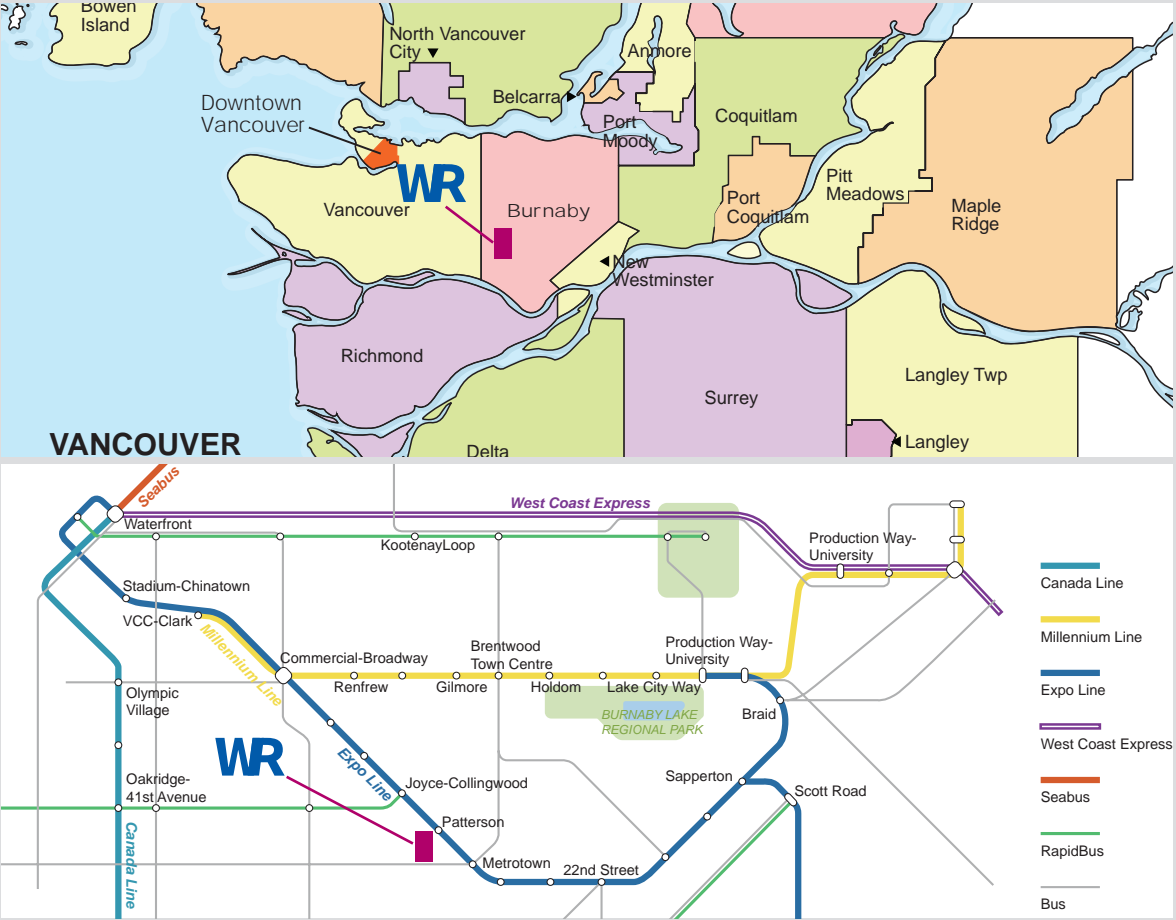 Bowen
Island
North Vancouver
City
Anmore
Belcarra
Downtown
Vancouver
Port
Moody
Coquitlam
WR
Vancouver
Burnaby
Port
Coquitlam
Pitt
Meadows
Maple
Ridge
New
Westminster
Richmond
Langley Twp
Surrey
VANCOUVER
Delta
Langley
Seabus
West Coast Express
Waterfront
KootenayLoop
Production Way-
University
Stadium-Chinatown
VCC-Clark
Millennium Line
Commercial-Broadway
Brentwood
Town Centre
Production Way-
University
Renfrew
Gilmore
Holdom
Lake City Way
Olympic
Village
BURNABY LAKE
REGIONAL PARK
Braid
WR
Expo Line
Oakridge-
41st Avenue
Joyce-Collingwood
Sapperton
Scott Road
Patterson
Canada Line
Metrotown
22nd Street
Canada Line
Millennium Line
Expo Line
West Coast Express
Seabus
RapidBus
Bus